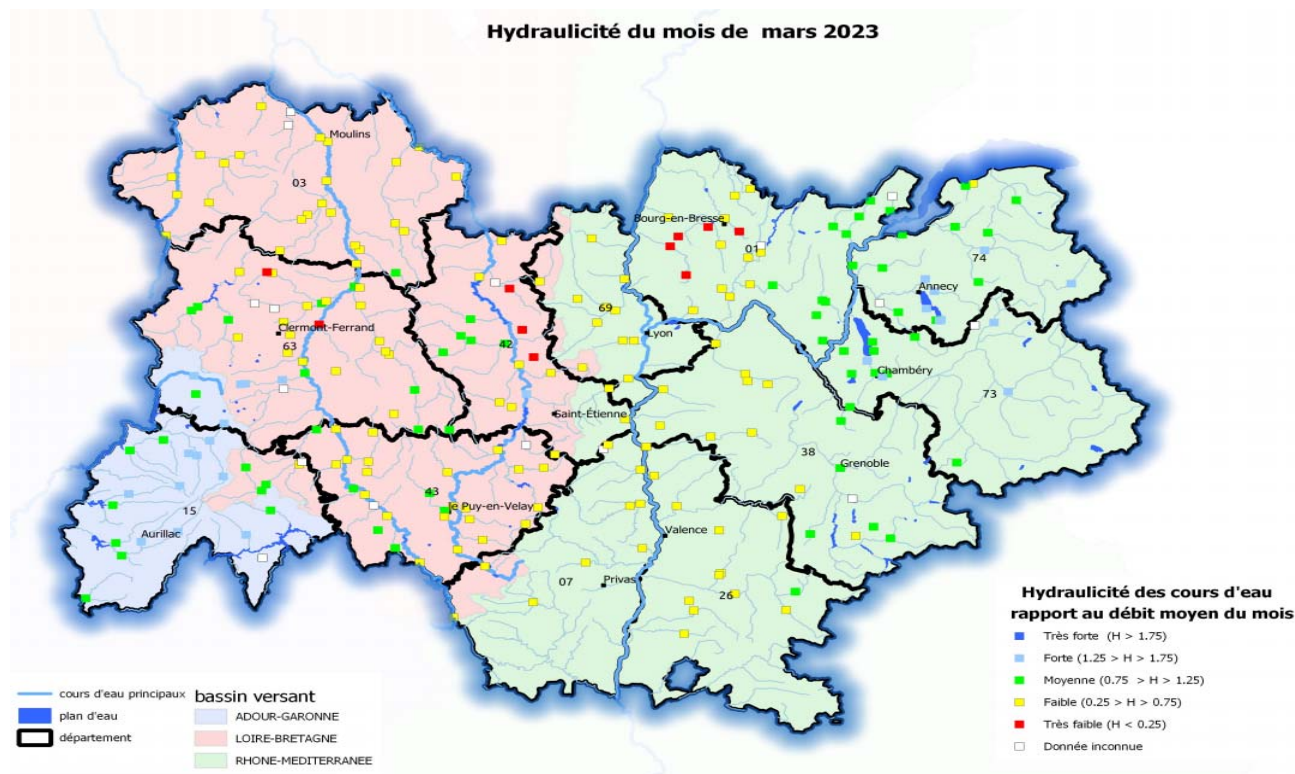 Hydraulicité du mois de mars 2023
Moulins
03
Bourg-en-Bresse
01
74
Annecy
69
Clermont-Ferrand
63
Lyon
42
Chambéry
73
Saint-Étienne
38
Grenoble
43
le Puy-en-Velay
15
Aurillac
Valence
07
Privas
26
Hydraulicité des cours d'eau
rapport au débit moyen du mois
Très forte (H > 1.75)
Forte (1.25 > H > 1.75)
Moyenne (0.75 > H > 1.25)
Faible (0.25 > H > 0.75)
Très faible (H < 0.25)
Donnée inconnue
cours d'eau principaux
plan d'eau
département
bassin versant
ADOUR-GARONNE
LOIRE-BRETAGNE
RHONE-MEDITERRANEE